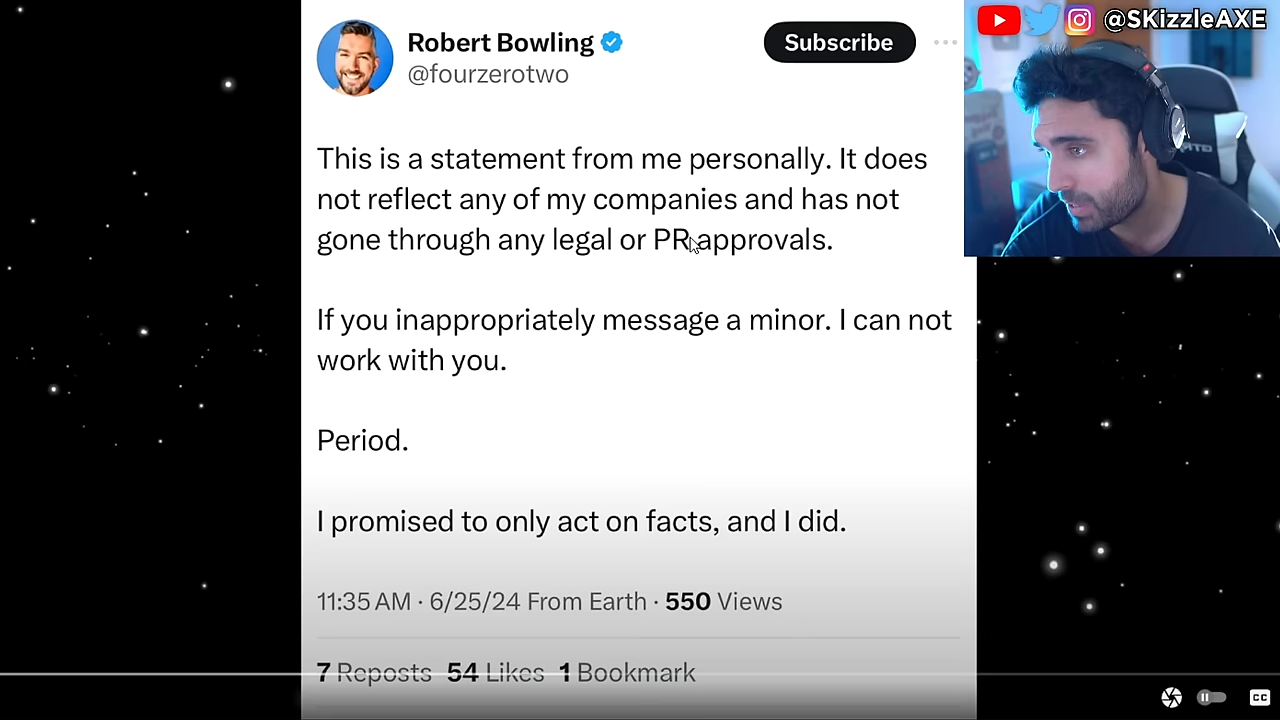 @SKizzleAXE
Robert Bowling
Subscribe
@fourzerotwo
This is a statement from me personally. It does
not reflect any of my companies and has not
gone through any legal or PR approvals.
If you inappropriately message a minor. I can not
work with you.
Period.
I promised to only act on facts, and I did.
11:35 AM · 6/25/24 From Earth · 550 Views
7 Reposts 54 Likes 1 Bookmark
CC